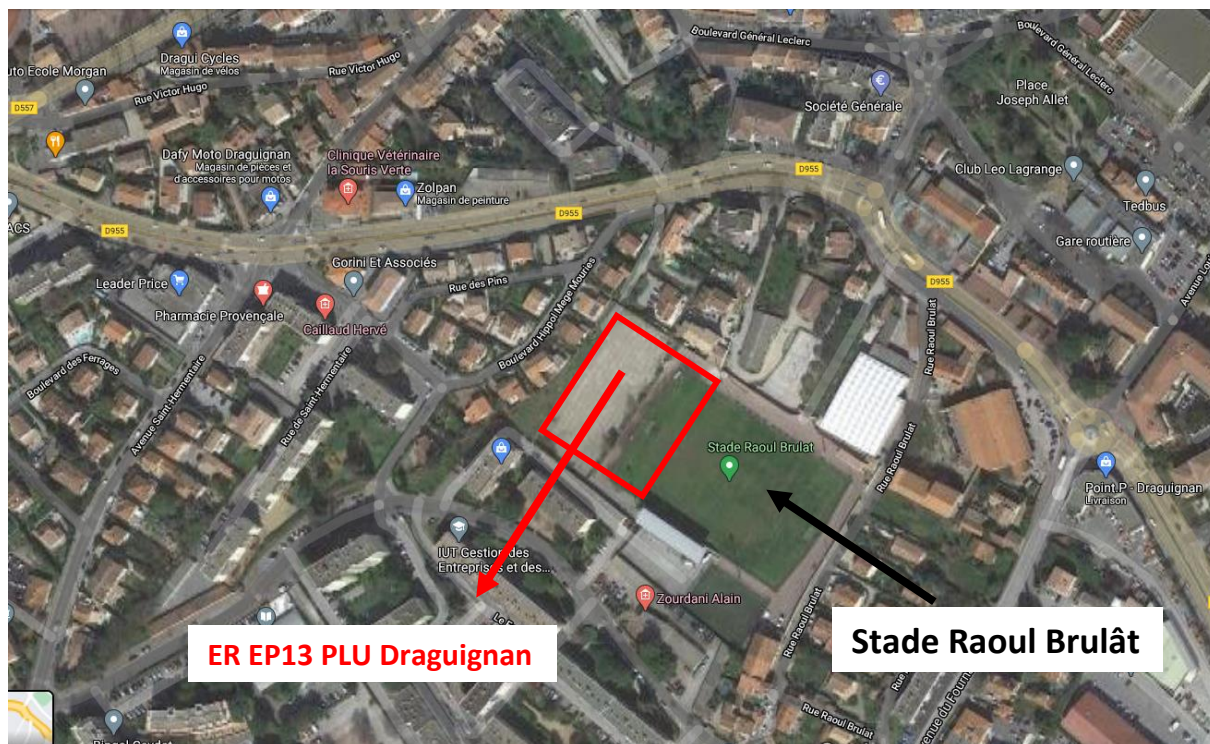 Boulevard Général Leclerc
Boulevard Général Leclerc
Dragui Cycles
Magasin de vélos
uto Ecole Morgan
Rue Victor Hugo
Rue Victor Hugo
D557
€
Société Générale
Place
Joseph Allet
Dafy Moto Draguignan
Magasin de pièces et
d'accessoires pour motos
Clinique Vétérinaire
la Souris Verte
Zolpan
Magasin de peinture
D955
Club Leo Lagrange
Tedbus
D955
D955
ACS
Gare routière
Gorini Et Associés
Leader Price
Rue des Pins
D955
Pharmacie Provençale
Caillaud Hervé
Boulevard Hippol Mege Mouries
Rue Raoul Brulat
Boulevard des Ferrages
Avenue Saint-Hermentaire
Rue de Saint-Hermentaire
Stade Raoul Brulat
Rue Raoul Brulat
Point.P - Draguignan
Livraison
IUT Gestion des
Entreprises et des...
Zourdani Alain
Rue Raoul Brulat
ER EP13 PLU Draguignan
Stade Raoul Brulât
Rue Raoul Brulat